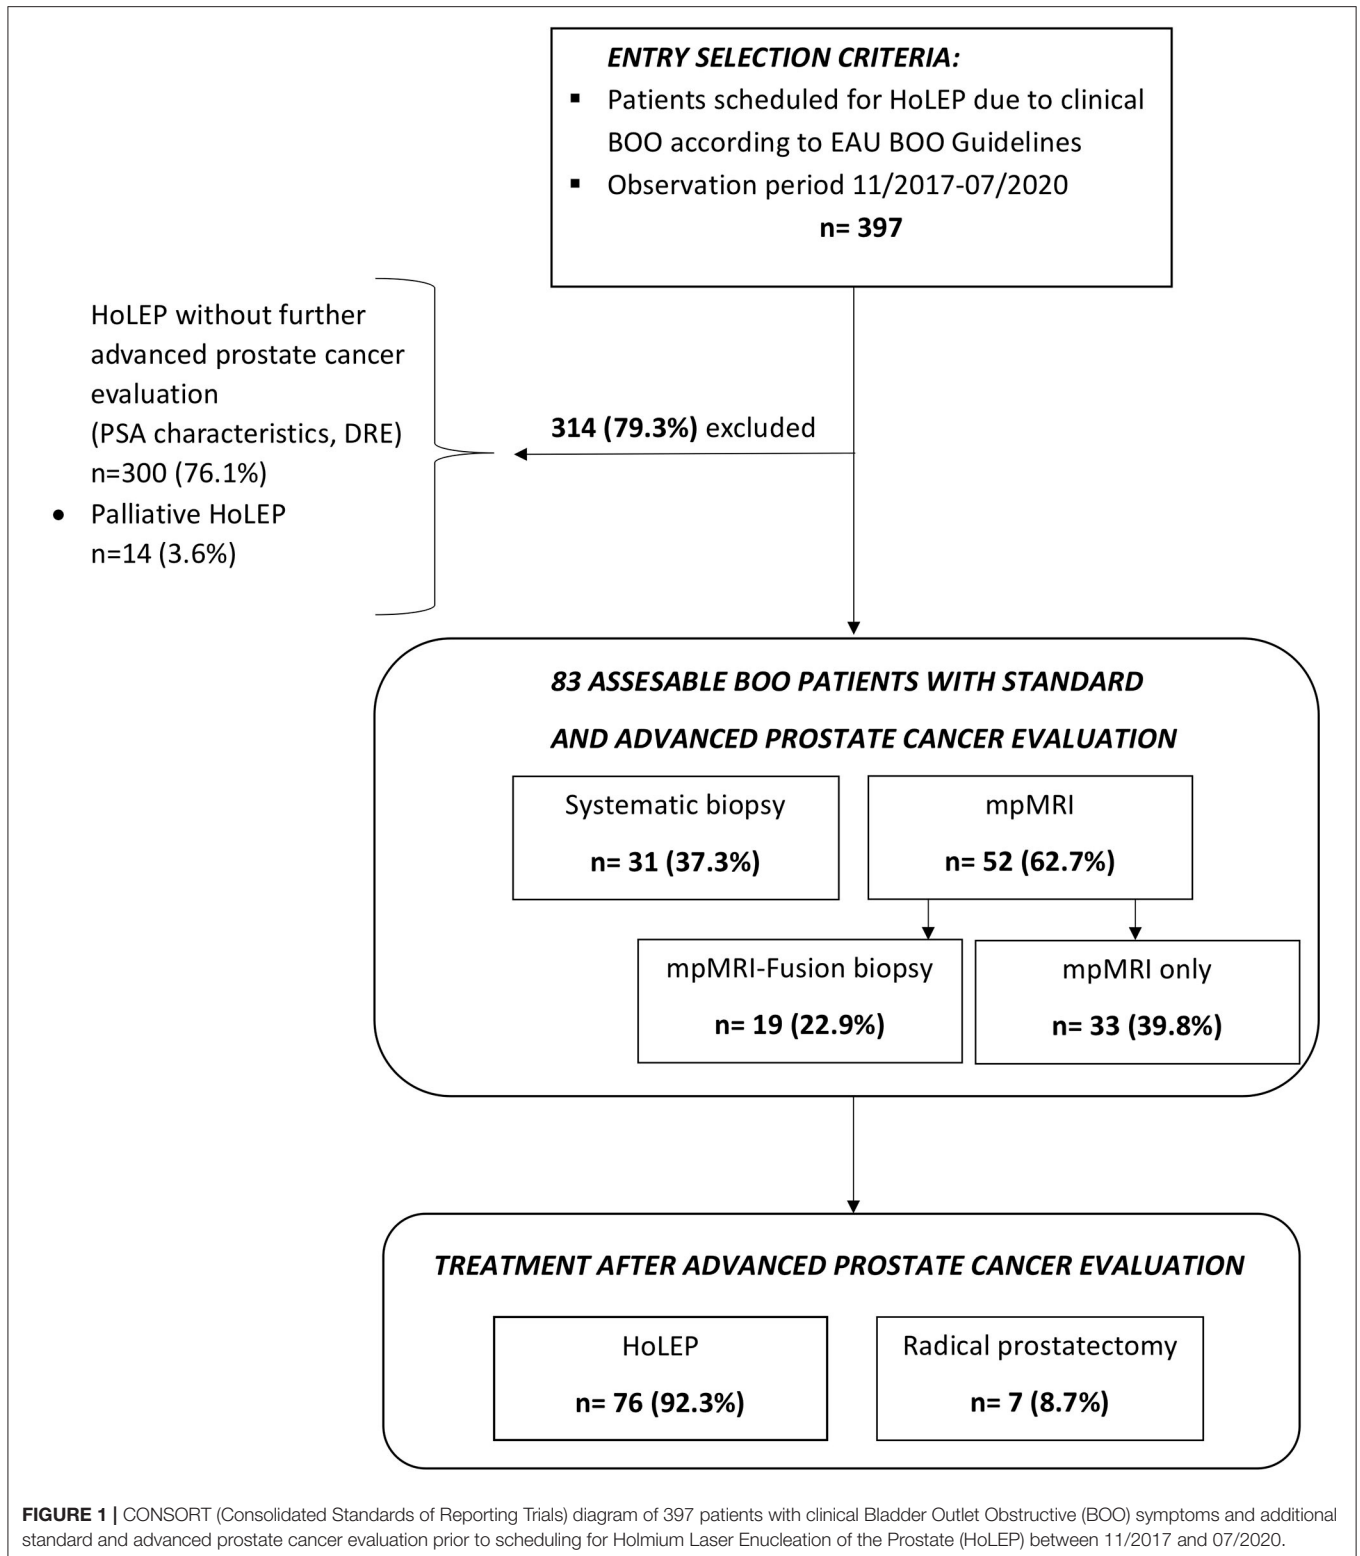 ENTRY SELECTION CRITERIA:
▪ Patients scheduled for HoLEP due to clinical
BOO according to EAU BOO Guidelines
▪ Observation period 11/2017-07/2020
n= 397
HoLEP without further
advanced prostate cancer
evaluation
(PSA characteristics, DRE)
n=300 (76.1%)
• Palliative HoLEP
n=14 (3.6%)
314 (79.3%) excluded
83 ASSESABLE BOO PATIENTS WITH STANDARD
AND ADVANCED PROSTATE CANCER EVALUATION
Systematic biopsy
n= 31 (37.3%)
mpMRI
n= 52 (62.7%)
mpMRI-Fusion biopsy
n= 19 (22.9%)
mpMRI only
n= 33 (39.8%)
TREATMENT AFTER ADVANCED PROSTATE CANCER EVALUATION
HoLEP
n= 76 (92.3%)
Radical prostatectomy
n= 7 (8.7%)
FIGURE 1 | CONSORT (Consolidated Standards of Reporting Trials) diagram of 397 patients with clinical Bladder Outlet Obstructive (BOO) symptoms and additional
standard and advanced prostate cancer evaluation prior to scheduling for Holmium Laser Enucleation of the Prostate (HoLEP) between 11/2017 and 07/2020.